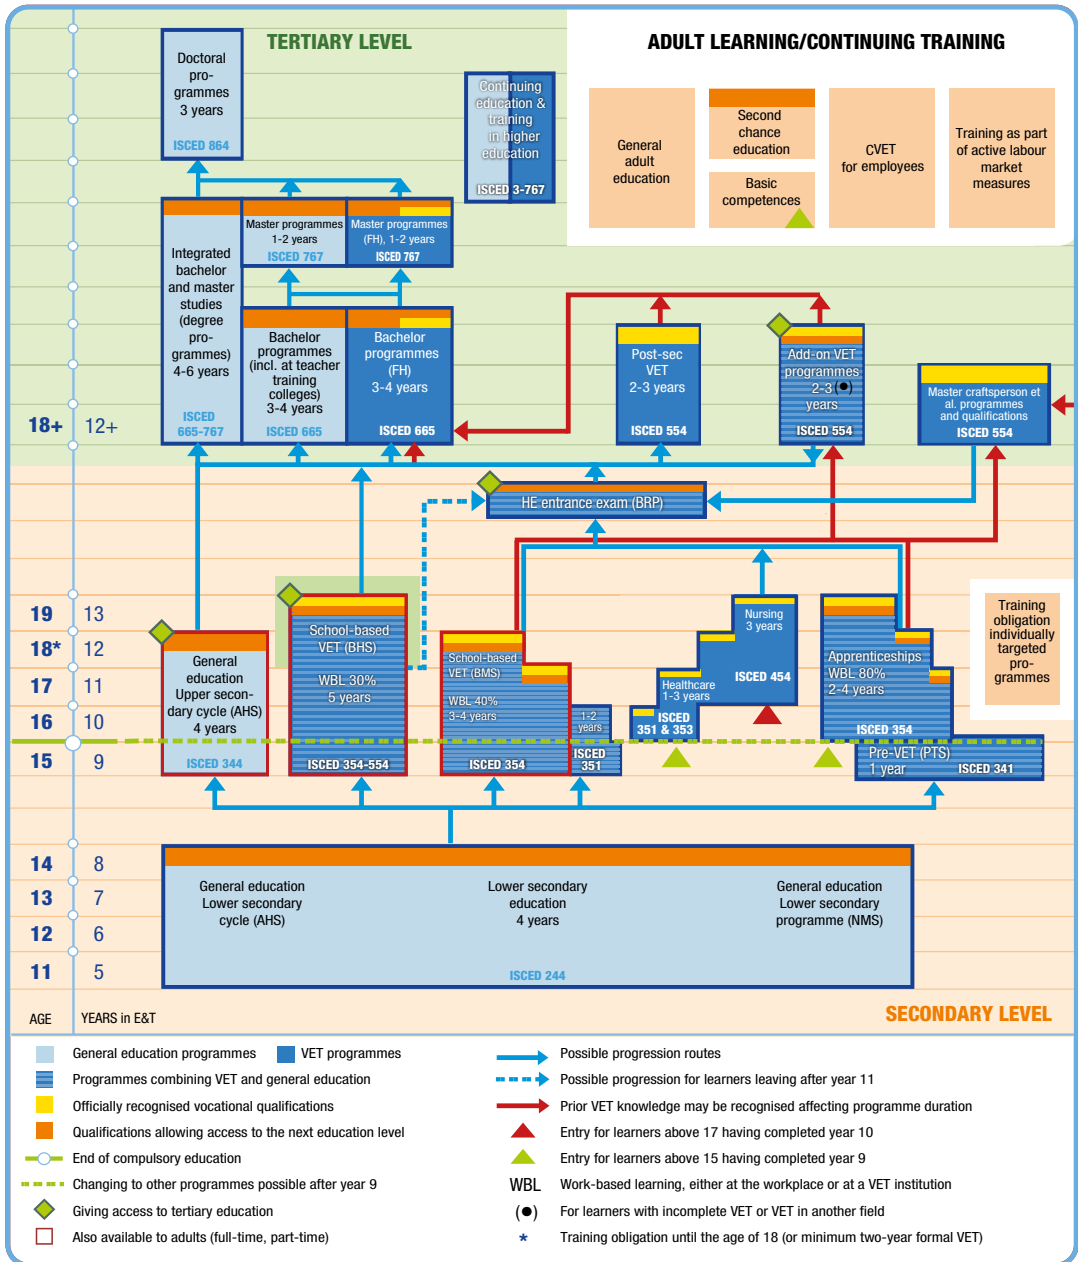 TERTIARY LEVEL
ADULT LEARNING/CONTINUING TRAINING
Doctoral
pro-
grammes
3 years
ISCED 864
Continuing
education &
training
in higher
education
ISCED 3-767
General
adult
education
Second
chance
education
Basic
competences
CVET
for employees
Training as part
of active labour
market
measures
Integrated
bachelor
and master
studies
(degree
pro-
grammes)
4-6 years
ISCED
665-767
Master programmes
1-2 years
ISCED 767
Master programmes
(FH), 1-2 years
ISCED 767
Bachelor
programmes
(incl. at teacher
training
colleges)
3-4 years
ISCED 665
Bachelor
programmes
(FH)
3-4 years
ISCED 665
Post-sec
VET
2-3 years
ISCED 554
Add-on VET
programmes
2-3 (●)
years
ISCED 554
Master craftsperson et
al. programmes
and qualifications
ISCED 554
18+ 12+
HE entrance exam (BRP)
19 13
18* 12
17 11
16 10
15 9
General
education
Upper secon-
dary cycle (AHS)
4 years
ISCED 344
School-based
VET (BHS)
WBL 30%
5 years
ISCED 354-554
School-based
VET (BMS)
WBL 40%
3-4 years
ISCED 354
1-2
years
ISCED
351
Healthcare
1-3 years
ISCED
351 & 353
Nursing
3 years
ISCED 454
Apprenticeships
WBL 80%
2-4 years
ISCED 354
Pre-VET (PTS)
1 year ISCED 341
Training
obligation
individually
targeted
pro-
grammes
14 8
13 7
12 6
11 5
General education
Lower secondary
cycle (AHS)
Lower secondary
education
4 years
General education
Lower secondary
programme (NMS)
ISCED 244
AGE YEARS in E&T
SECONDARY LEVEL
General education programmes
VET programmes
Programmes combining VET and general education
Officially recognised vocational qualifications
Qualifications allowing access to the next education level
End of compulsory education
Changing to other programmes possible after year 9
Giving access to tertiary education
Also available to adults (full-time, part-time)
Possible progression routes
Possible progression for learners leaving after year 11
Prior VET knowledge may be recognised affecting programme duration
Entry for learners above 17 having completed year 10
Entry for learners above 15 having completed year 9
WBL Work-based learning, either at the workplace or at a VET institution
(●) For learners with incomplete VET or VET in another field
* Training obligation until the age of 18 (or minimum two-year formal VET)